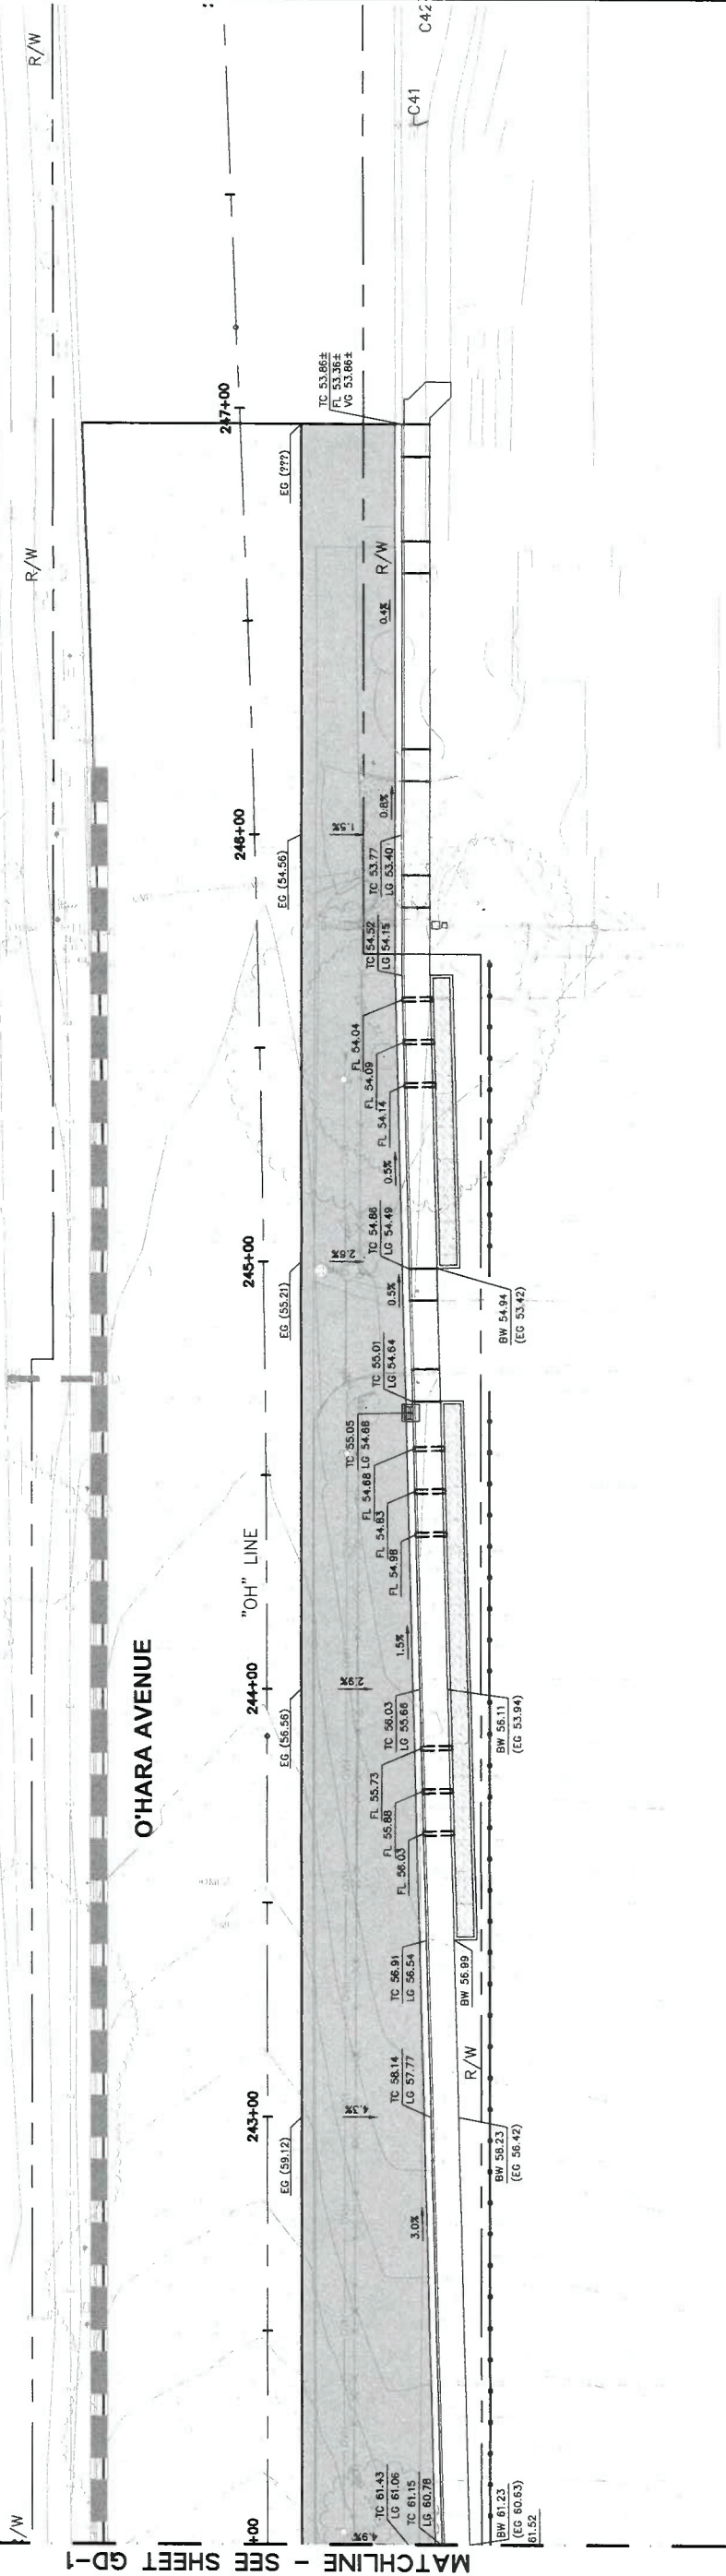 MATCHLINE - SEE SHEET GD-1
O'HARA AVENUE
"OH" LINE
R/W
R/W
R/W
R/W
/W
+00
243+00
244+00
245+00
246+00
247+00
EG (59.12)
EG (56.56)
EG (55.21)
EG (54.56)
EG (???)
4.9%
4.3%
2.9%
2.8%
1.5%
TC 61.43
LG 61.06
TC 61.15
LG 60.78
3.0%
TC 58.14
LG 57.77
TC 56.91
LG 56.54
FL 56.03
FL 55.88
FL 55.73
TC 56.03
LG 55.66
1.5%
FL 54.98
FL 54.83
FL 54.68
TC 55.05
LG 54.68
TC 55.01
LG 54.64
0.5%
TC 54.86
LG 54.49
0.5%
FL 54.14
FL 54.09
FL 54.04
TC 54.52
LG 54.15
TC 53.77
LG 53.40
0.8%
0.4%
TC 53.86±
FL 53.36±
VG 53.86±
C41
C42
BW 61.23
(EG 60.63)
61.52
BW 58.23
(EG 56.42)
R/W
BW 56.99
BW 56.11
(EG 53.94)
BW 54.94
(EG 53.42)